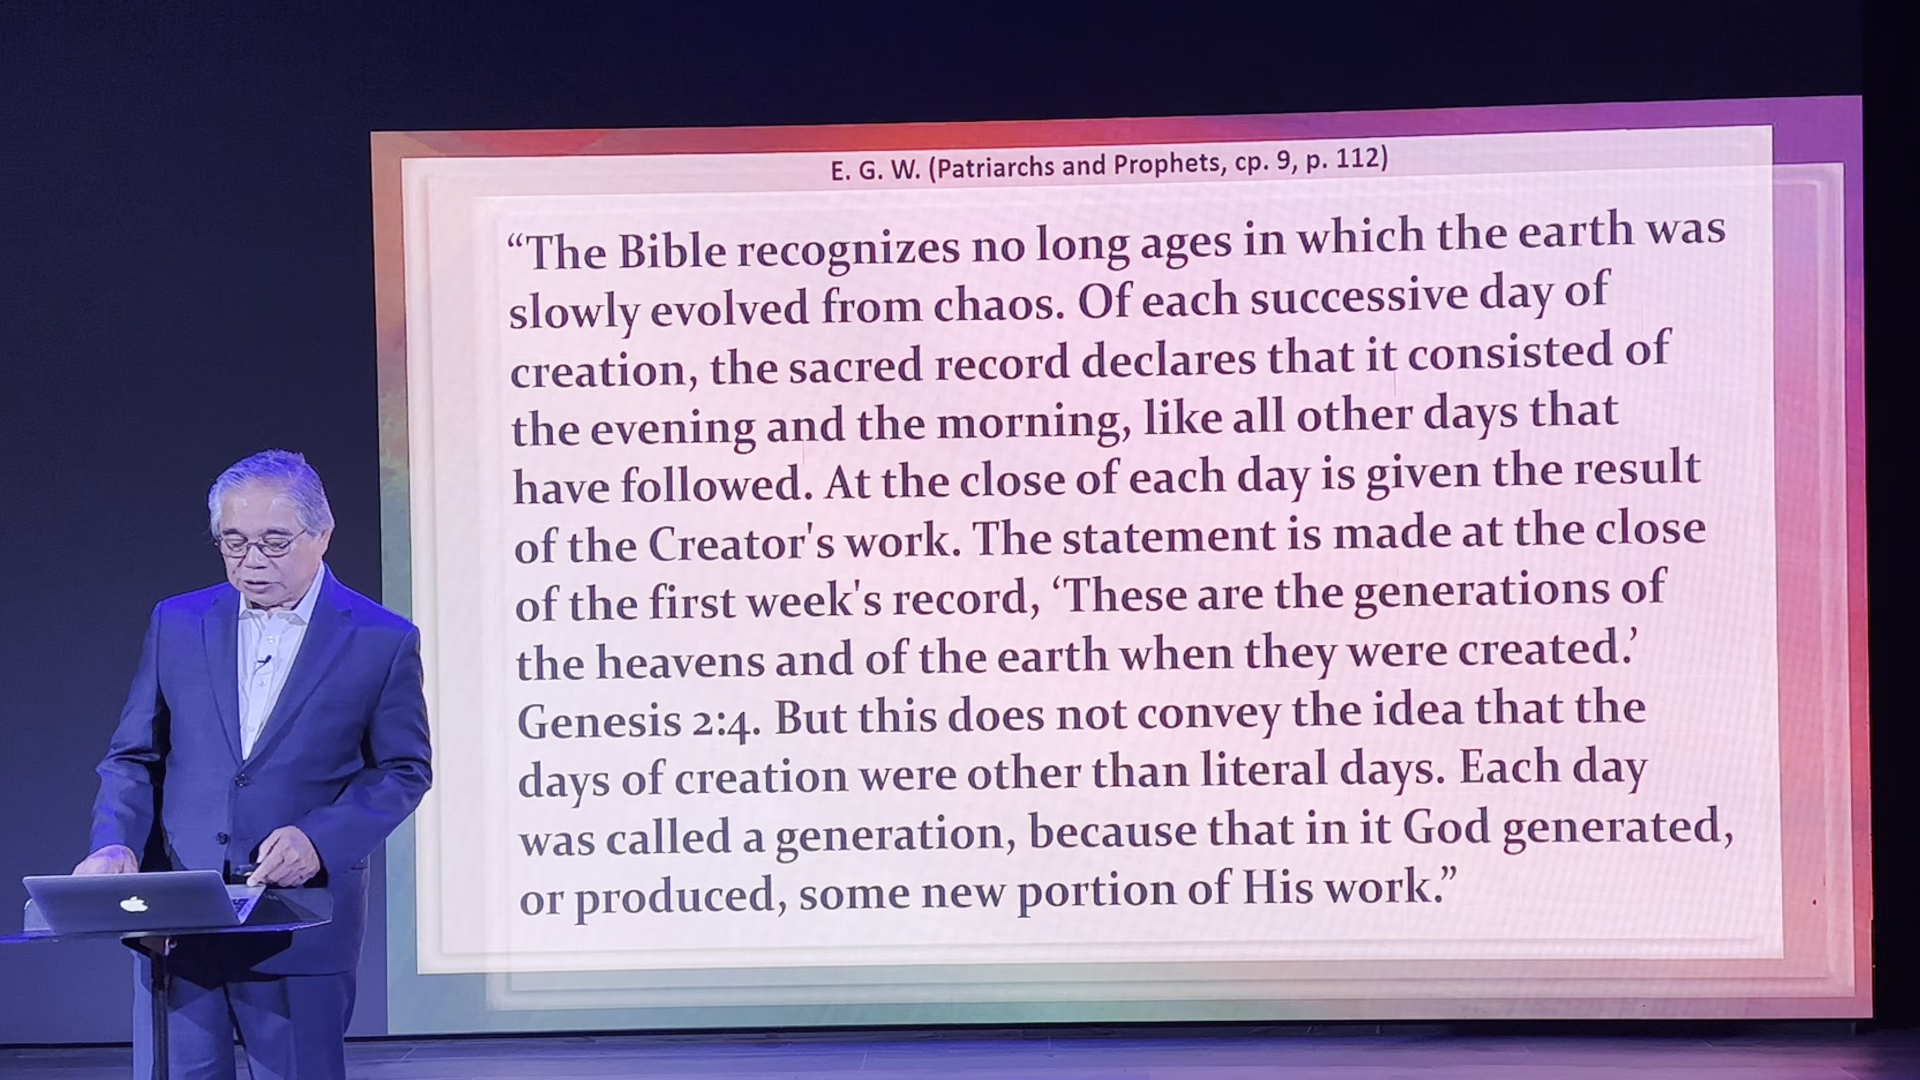 E. G. W. (Patriarchs and Prophets, cp. 9, p. 112)
“The Bible recognizes no long ages in which the earth was
slowly evolved from chaos. Of each successive day of
creation, the sacred record declares that it consisted of
the evening and the morning, like all other days that
have followed. At the close of each day is given the result
of the Creator's work. The statement is made at the close
of the first week's record, ‘These are the generations of
the heavens and of the earth when they were created.’
Genesis 2:4. But this does not convey the idea that the
days of creation were other than literal days. Each day
was called a generation, because that in it God generated,
or produced, some new portion of His work.”